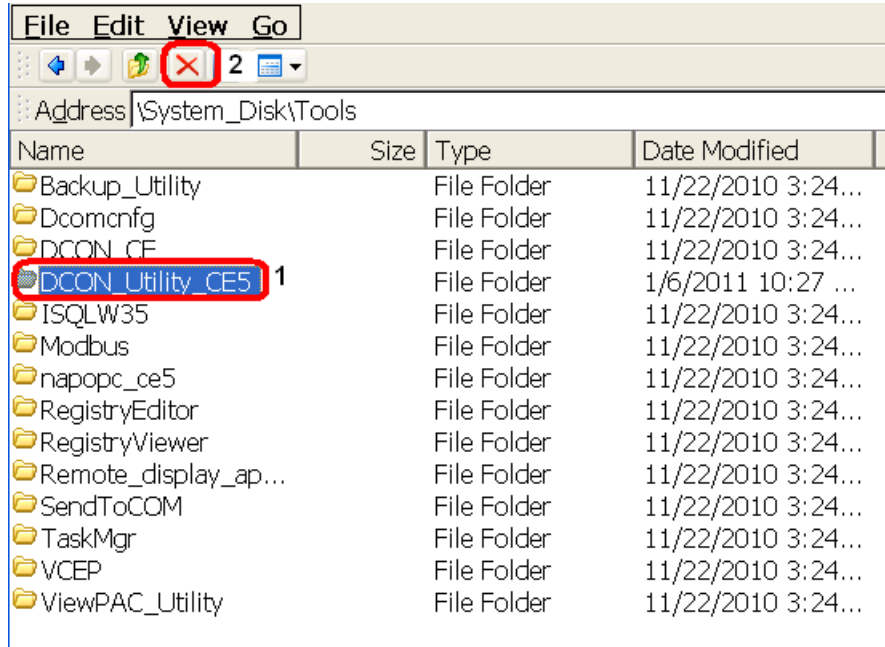 File Edit View Go
2
Address \System_Disk\Tools
Name Size Type Date Modified
Backup_Utility File Folder 11/22/2010 3:24...
Dcomcnfg File Folder 11/22/2010 3:24...
DCON_CE File Folder 11/22/2010 3:24...
DCON_Utility_CE5 1 File Folder 1/6/2011 10:27 ...
ISQLW35 File Folder 11/22/2010 3:24...
Modbus File Folder 11/22/2010 3:24...
napopc_ce5 File Folder 11/22/2010 3:24...
RegistryEditor File Folder 11/22/2010 3:24...
RegistryViewer File Folder 11/22/2010 3:24...
Remote_display_ap... File Folder 11/22/2010 3:24...
SendToCOM File Folder 11/22/2010 3:24...
TaskMgr File Folder 11/22/2010 3:24...
VCEP File Folder 11/22/2010 3:24...
ViewPAC_Utility File Folder 11/22/2010 3:24...